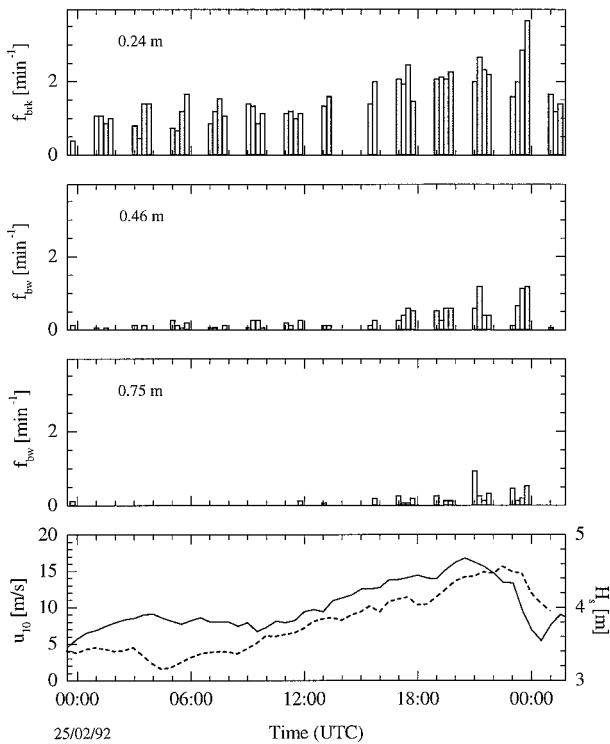 0.24 m
f_brk [min⁻¹]
2
0
0.46 m
f_bw [min⁻¹]
2
0
0.75 m
f_bw [min⁻¹]
2
0
u_10 [m/s]
20
15
10
5
0
5
4
3
H_s [m]
00:00 06:00 12:00 18:00 00:00
25/02/92 Time (UTC)